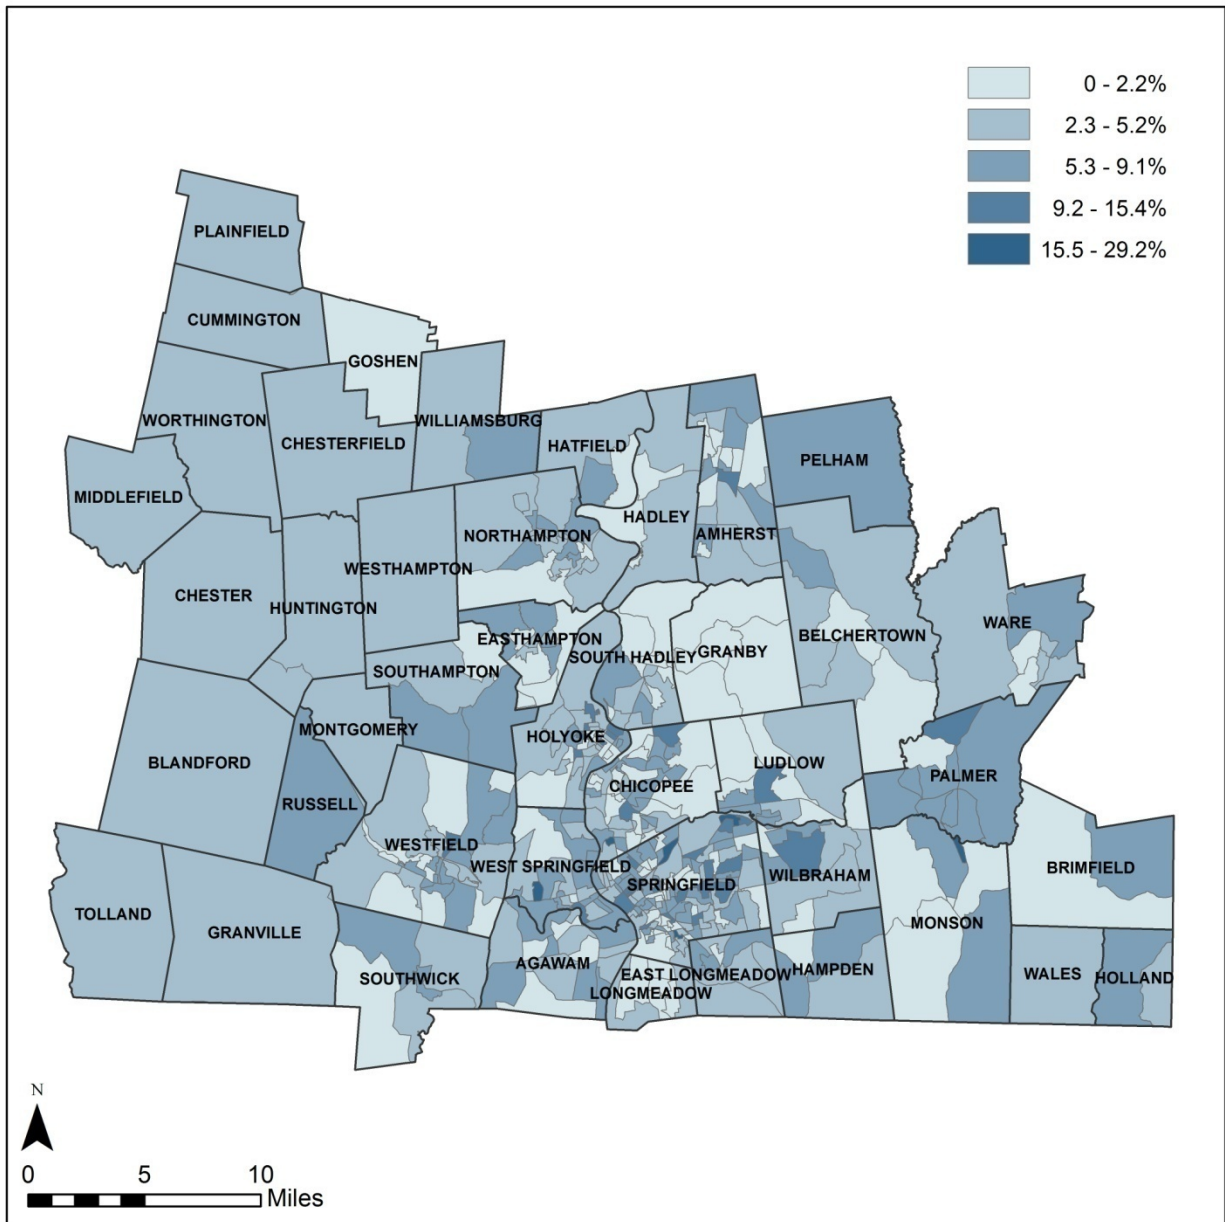 0 - 2.2%
2.3 - 5.2%
5.3 - 9.1%
9.2 - 15.4%
15.5 - 29.2%
PLAINFIELD
CUMMINGTON
GOSHEN
WORTHINGTON
CHESTERFIELD
WILLIAMSBURG
HATFIELD
PELHAM
MIDDLEFIELD
HADLEY
NORTHAMPTON
AMHERST
WESTHAMPTON
CHESTER
HUNTINGTON
WARE
EASTHAMPTON
BELCHERTOWN
SOUTH HADLEY
GRANBY
SOUTHAMPTON
MONTGOMERY
HOLYOKE
BLANDFORD
LUDLOW
PALMER
CHICOPEE
RUSSELL
WESTFIELD
WEST SPRINGFIELD
BRIMFIELD
WILBRAHAM
SPRINGFIELD
TOLLAND
MONSON
GRANVILLE
AGAWAM
HAMPDEN
EAST LONGMEADOW
WALES
HOLLAND
SOUTHWICK
LONGMEADOW
N
0 5 10
Miles